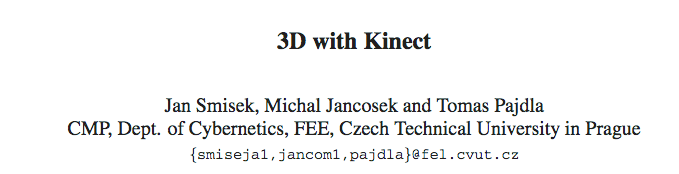 3D with Kinect
Jan Smisek, Michal Jancosek and Tomas Pajdla
CMP, Dept. of Cybernetics, FEE, Czech Technical University in Prague
{smiseja1,jancom1,pajdla}@fel.cvut.cz